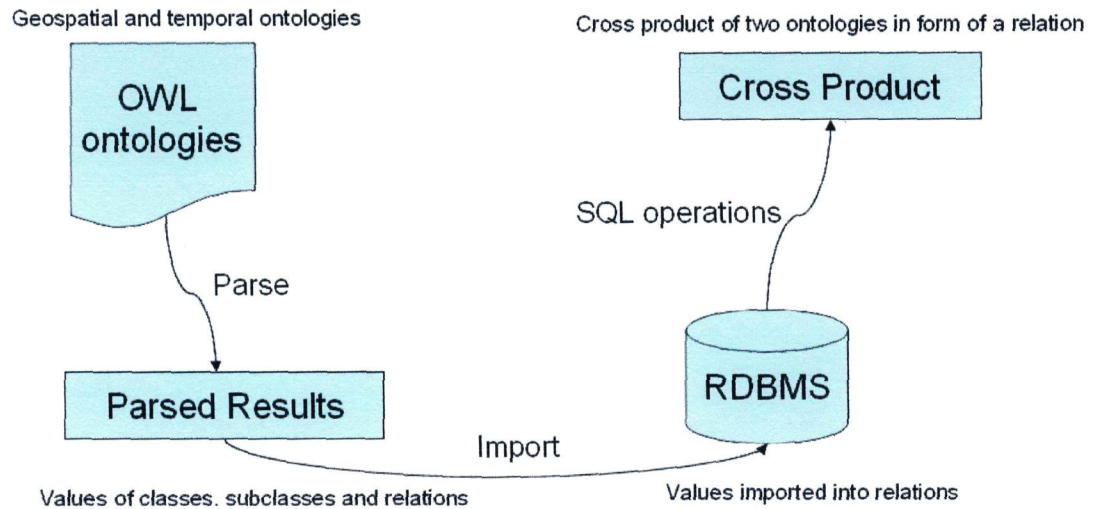 Geospatial and temporal ontologies
OWL
ontologies
Parse
Parsed Results
Values of classes. subclasses and relations
Import
Cross product of two ontologies in form of a relation
Cross Product
SQL operations
RDBMS
Values imported into relations